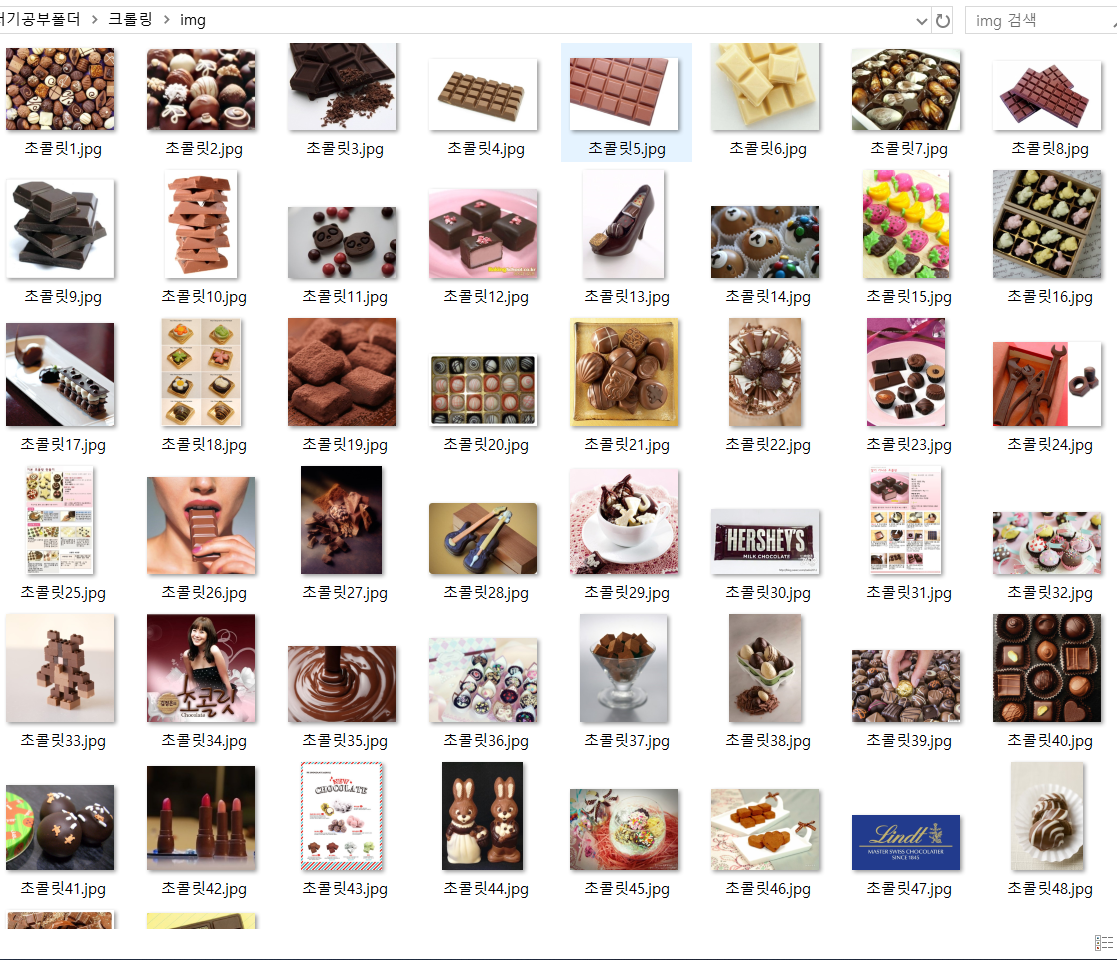 크롤링 > img
img 검색
초콜릿1.jpg 초콜릿2.jpg 초콜릿3.jpg 초콜릿4.jpg 초콜릿5.jpg 초콜릿6.jpg 초콜릿7.jpg 초콜릿8.jpg
초콜릿9.jpg 초콜릿10.jpg 초콜릿11.jpg 초콜릿12.jpg 초콜릿13.jpg 초콜릿14.jpg 초콜릿15.jpg 초콜릿16.jpg
초콜릿17.jpg 초콜릿18.jpg 초콜릿19.jpg 초콜릿20.jpg 초콜릿21.jpg 초콜릿22.jpg 초콜릿23.jpg 초콜릿24.jpg
HERSHEY'S
MILK CHOCOLATE
초콜릿25.jpg 초콜릿26.jpg 초콜릿27.jpg 초콜릿28.jpg 초콜릿29.jpg 초콜릿30.jpg 초콜릿31.jpg 초콜릿32.jpg
초콜릿
Chocolate
초콜릿33.jpg 초콜릿34.jpg 초콜릿35.jpg 초콜릿36.jpg 초콜릿37.jpg 초콜릿38.jpg 초콜릿39.jpg 초콜릿40.jpg
NEW
CHOCOLATE
Lindt
MASTER SWISS CHOCOLATIER
SINCE 1845
초콜릿41.jpg 초콜릿42.jpg 초콜릿43.jpg 초콜릿44.jpg 초콜릿45.jpg 초콜릿46.jpg 초콜릿47.jpg 초콜릿48.jpg